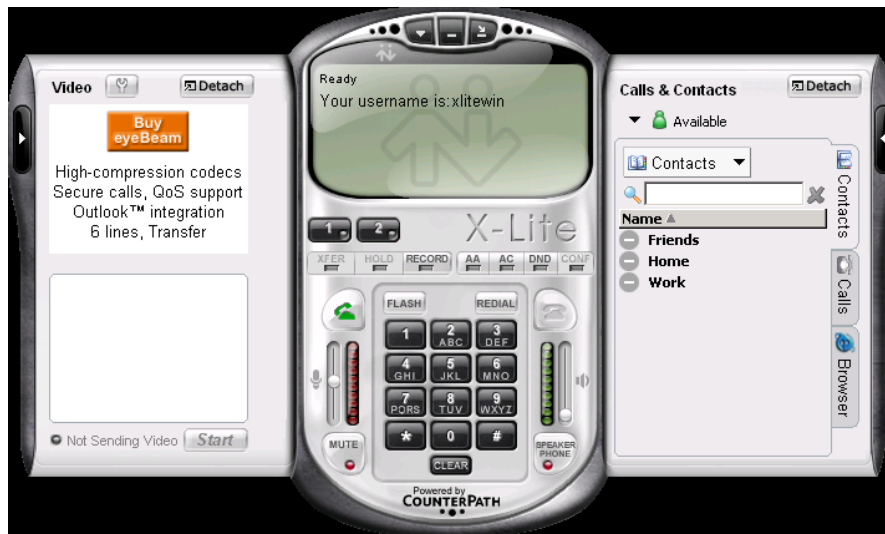 Video
Detach
Buy
eyeBeam
High-compression codecs
Secure calls, QoS support
Outlook™ integration
6 lines, Transfer
Not Sending Video
Start
Ready
Your username is:xlitewin
1
2
X-Lite
XFER
HOLD
RECORD
AA
AC
DND
CONF
FLASH
REDIAL
1
2
ABC
3
DEF
4
GHI
5
JKL
6
MNO
7
PQRS
8
TUV
9
WXYZ
*
0
#
CLEAR
MUTE
SPEAKER
PHONE
Powered by
COUNTERPATH
Calls & Contacts
Detach
Available
Contacts
Name
Friends
Home
Work
Contacts
Calls
Browser